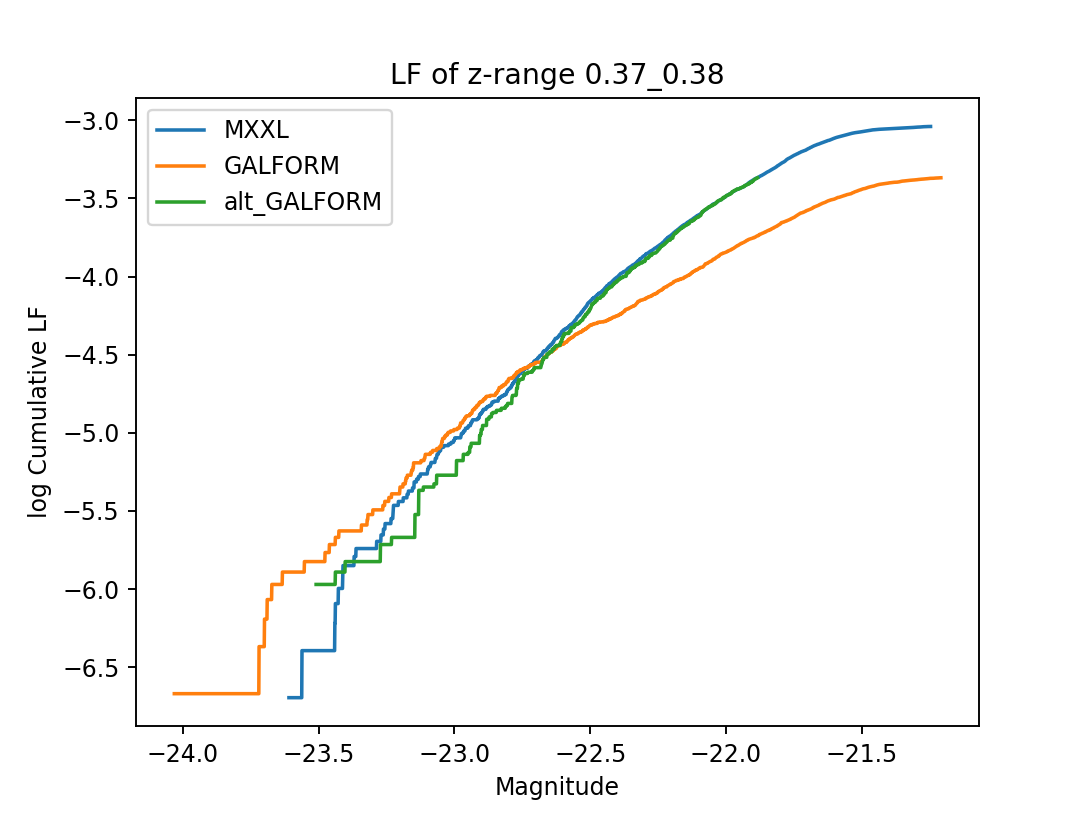 LF of z-range 0.37_0.38
MXXL
GALFORM
alt_GALFORM
log Cumulative LF
−3.0
−3.5
−4.0
−4.5
−5.0
−5.5
−6.0
−6.5
−24.0 −23.5 −23.0 −22.5 −22.0 −21.5
Magnitude